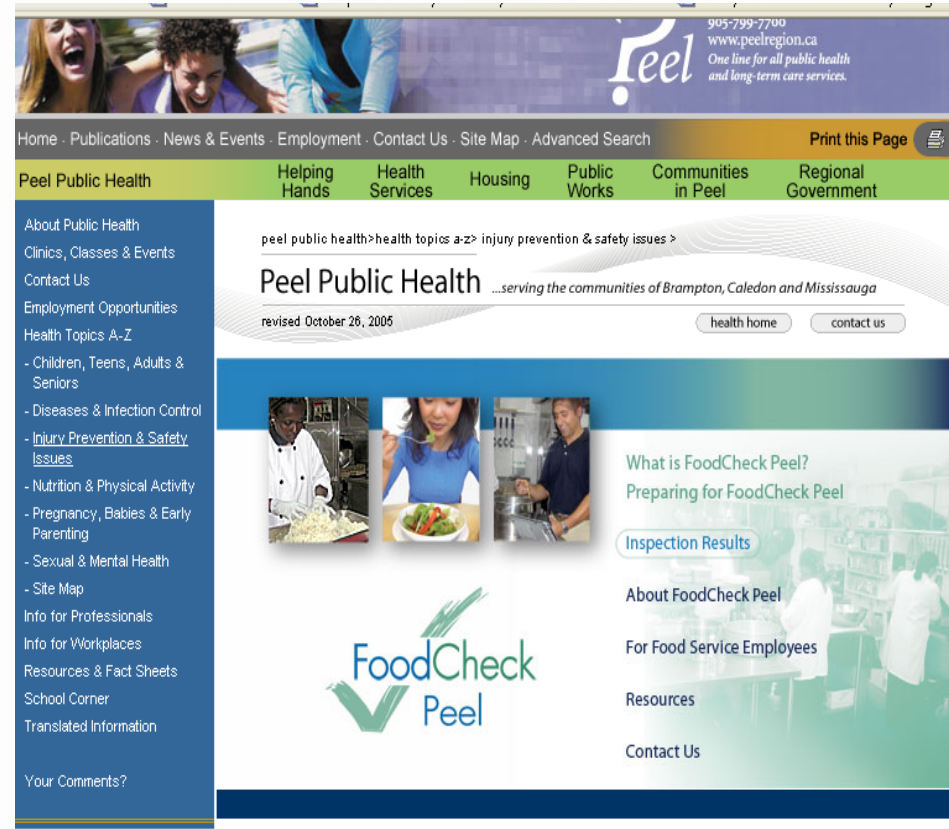 905-799-7700
www.peelregion.ca
Peel
One line for all public health
and long-term care services.
Home - Publications - News & Events - Employment - Contact Us - Site Map - Advanced Search
Print this Page
Peel Public Health
Helping Hands
Health Services
Housing
Public Works
Communities in Peel
Regional Government
About Public Health
Clinics, Classes & Events
Contact Us
Employment Opportunities
Health Topics A-Z
- Children, Teens, Adults &
Seniors
- Diseases & Infection Control
- Injury Prevention & Safety
Issues
- Nutrition & Physical Activity
- Pregnancy, Babies & Early
Parenting
- Sexual & Mental Health
- Site Map
Info for Professionals
Info for Workplaces
Resources & Fact Sheets
School Corner
Translated Information
Your Comments?
peel public health>health topics a-z> injury prevention & safety issues >
Peel Public Health ...serving the communities of Brampton, Caledon and Mississauga
revised October 26, 2005
health home
contact us
What is FoodCheck Peel?
Preparing for FoodCheck Peel
Inspection Results
About FoodCheck Peel
For Food Service Employees
Resources
Contact Us
FoodCheck
Peel